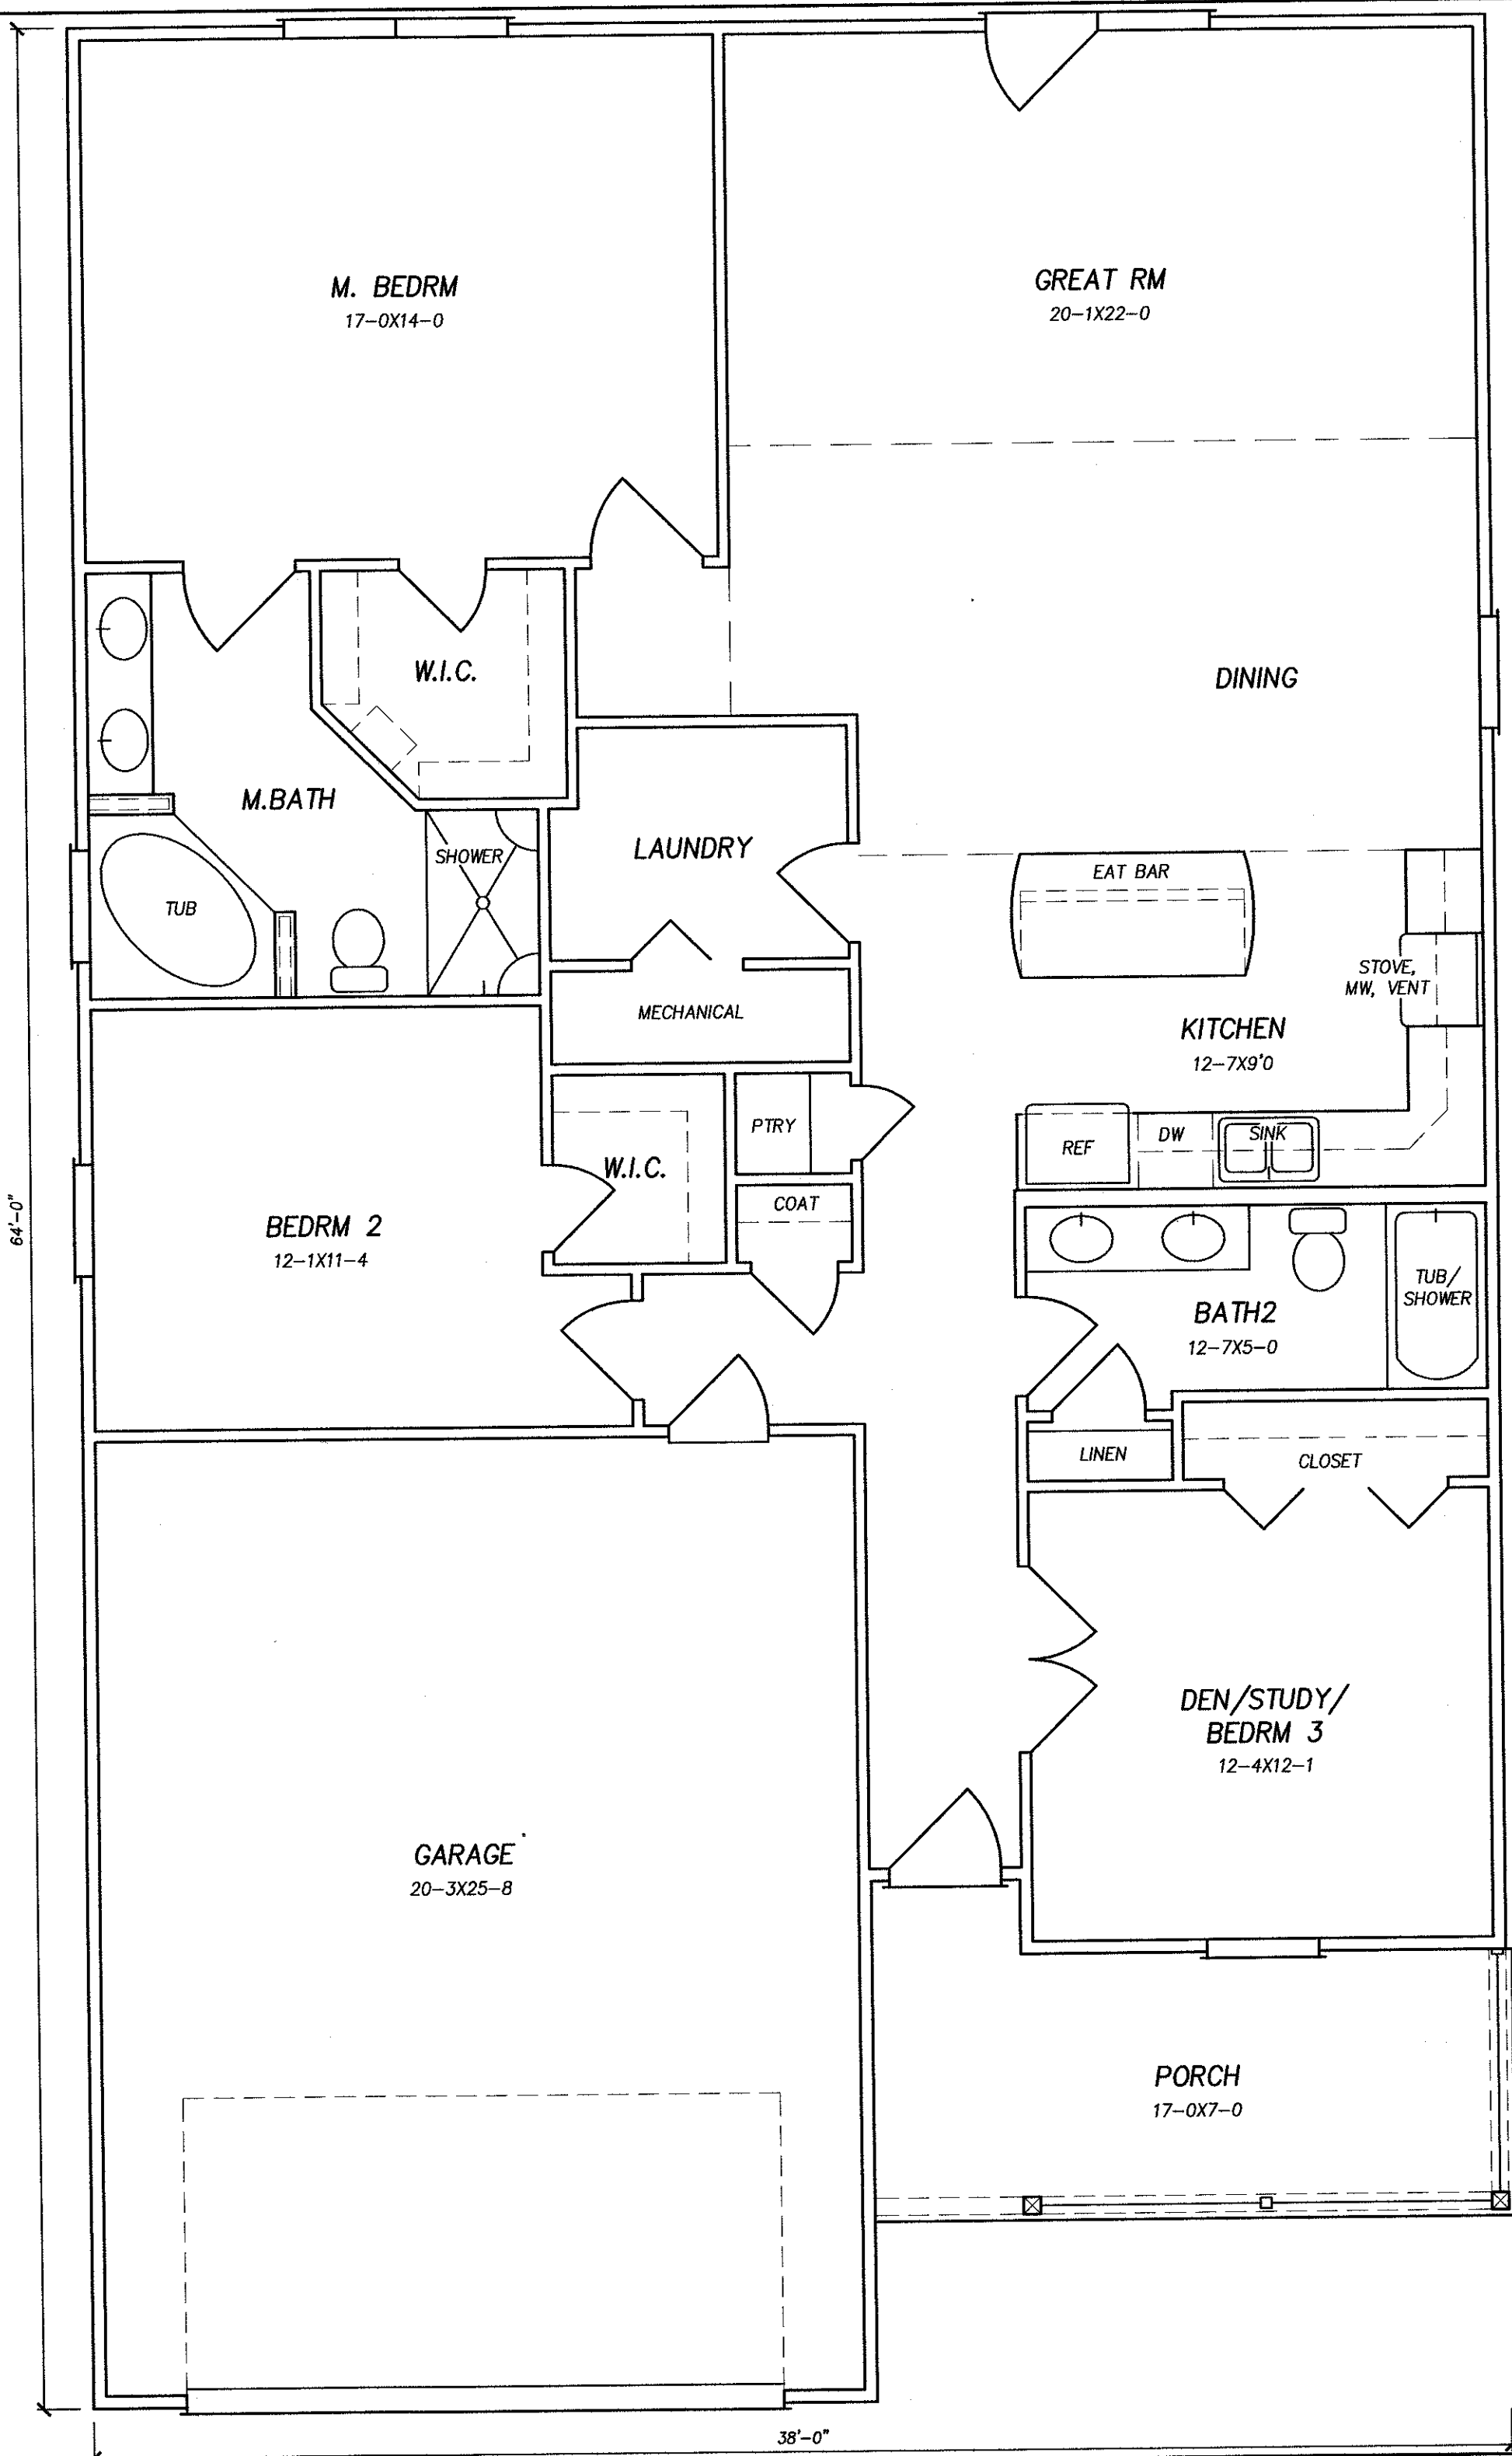 M. BEDRM
17-0X14-0
GREAT RM
20-1X22-0
W.I.C.
DINING
M.BATH
LAUNDRY
SHOWER
EAT BAR
TUB
STOVE,
MW, VENT
MECHANICAL
KITCHEN
12-7X9'0
PTRY
REF
DW
SINK
W.I.C.
COAT
64'-0"
BEDRM 2
12-1X11-4
TUB/
SHOWER
BATH2
12-7X5-0
LINEN
CLOSET
DEN/STUDY/
BEDRM 3
12-4X12-1
GARAGE
20-3X25-8
PORCH
17-0X7-0
38'-0"